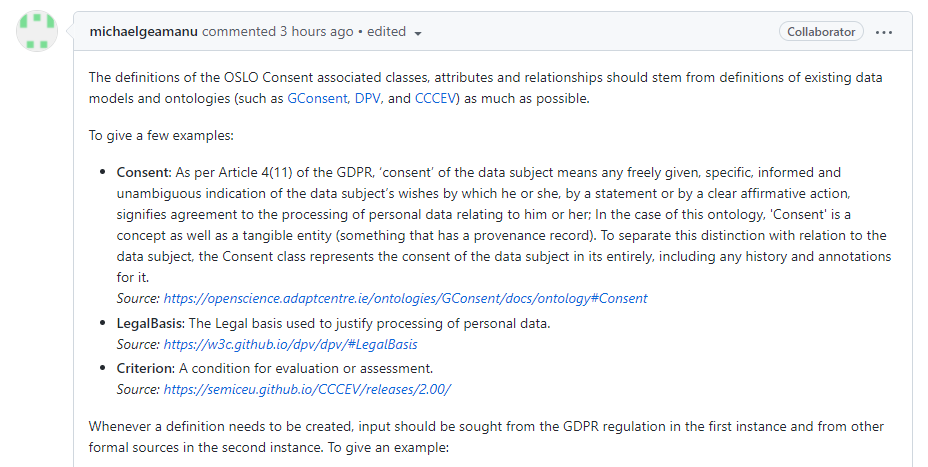 michaelgeamanu commented 3 hours ago • edited
Collaborator
The definitions of the OSLO Consent associated classes, attributes and relationships should stem from definitions of existing data
models and ontologies (such as GConsent, DPV, and CCCEV) as much as possible.
To give a few examples:
• Consent: As per Article 4(11) of the GDPR, ‘consent’ of the data subject means any freely given, specific, informed and
unambiguous indication of the data subject’s wishes by which he or she, by a statement or by a clear affirmative action,
signifies agreement to the processing of personal data relating to him or her; In the case of this ontology, 'Consent' is a
concept as well as a tangible entity (something that has a provenance record). To separate this distinction with relation to the
data subject, the Consent class represents the consent of the data subject in its entirely, including any history and annotations
for it.
Source: https://openscience.adaptcentre.ie/ontologies/GConsent/docs/ontology#Consent
• LegalBasis: The Legal basis used to justify processing of personal data.
Source: https://w3c.github.io/dpv/dpv/#LegalBasis
• Criterion: A condition for evaluation or assessment.
Source: https://semiceu.github.io/CCCEV/releases/2.00/
Whenever a definition needs to be created, input should be sought from the GDPR regulation in the first instance and from other
formal sources in the second instance. To give an example: